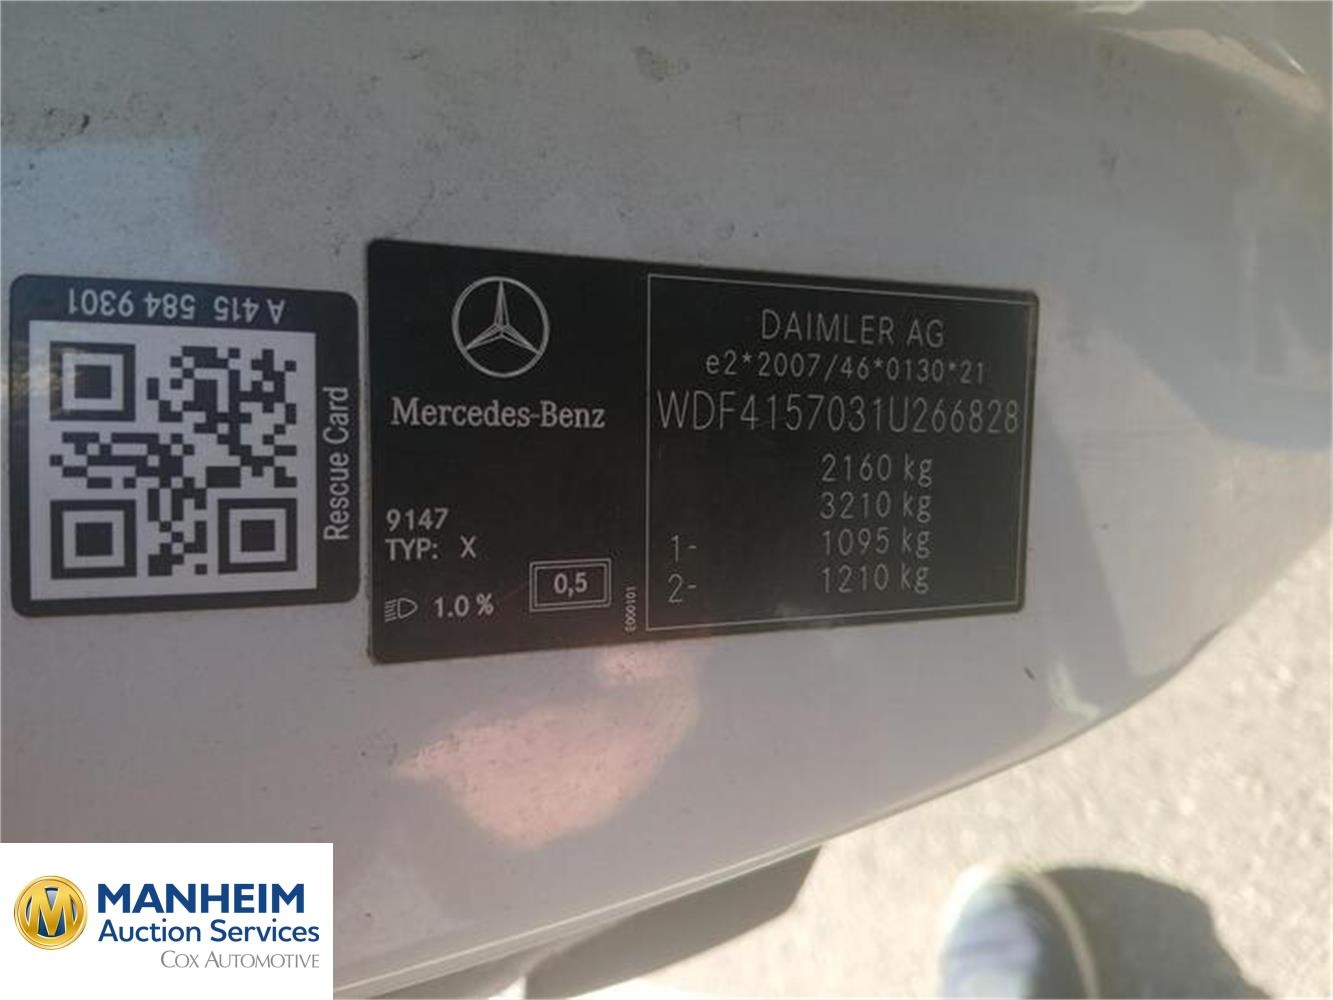 A 415 584 9301
Rescue Card
Mercedes-Benz
9147
TYP: X
1.0 %
0,5
E000101
DAIMLER AG
e2*2007/46*0130*21
WDF4157031U266828
2160 kg
3210 kg
1- 1095 kg
2- 1210 kg
MANHEIM
Auction Services
COX AUTOMOTIVE